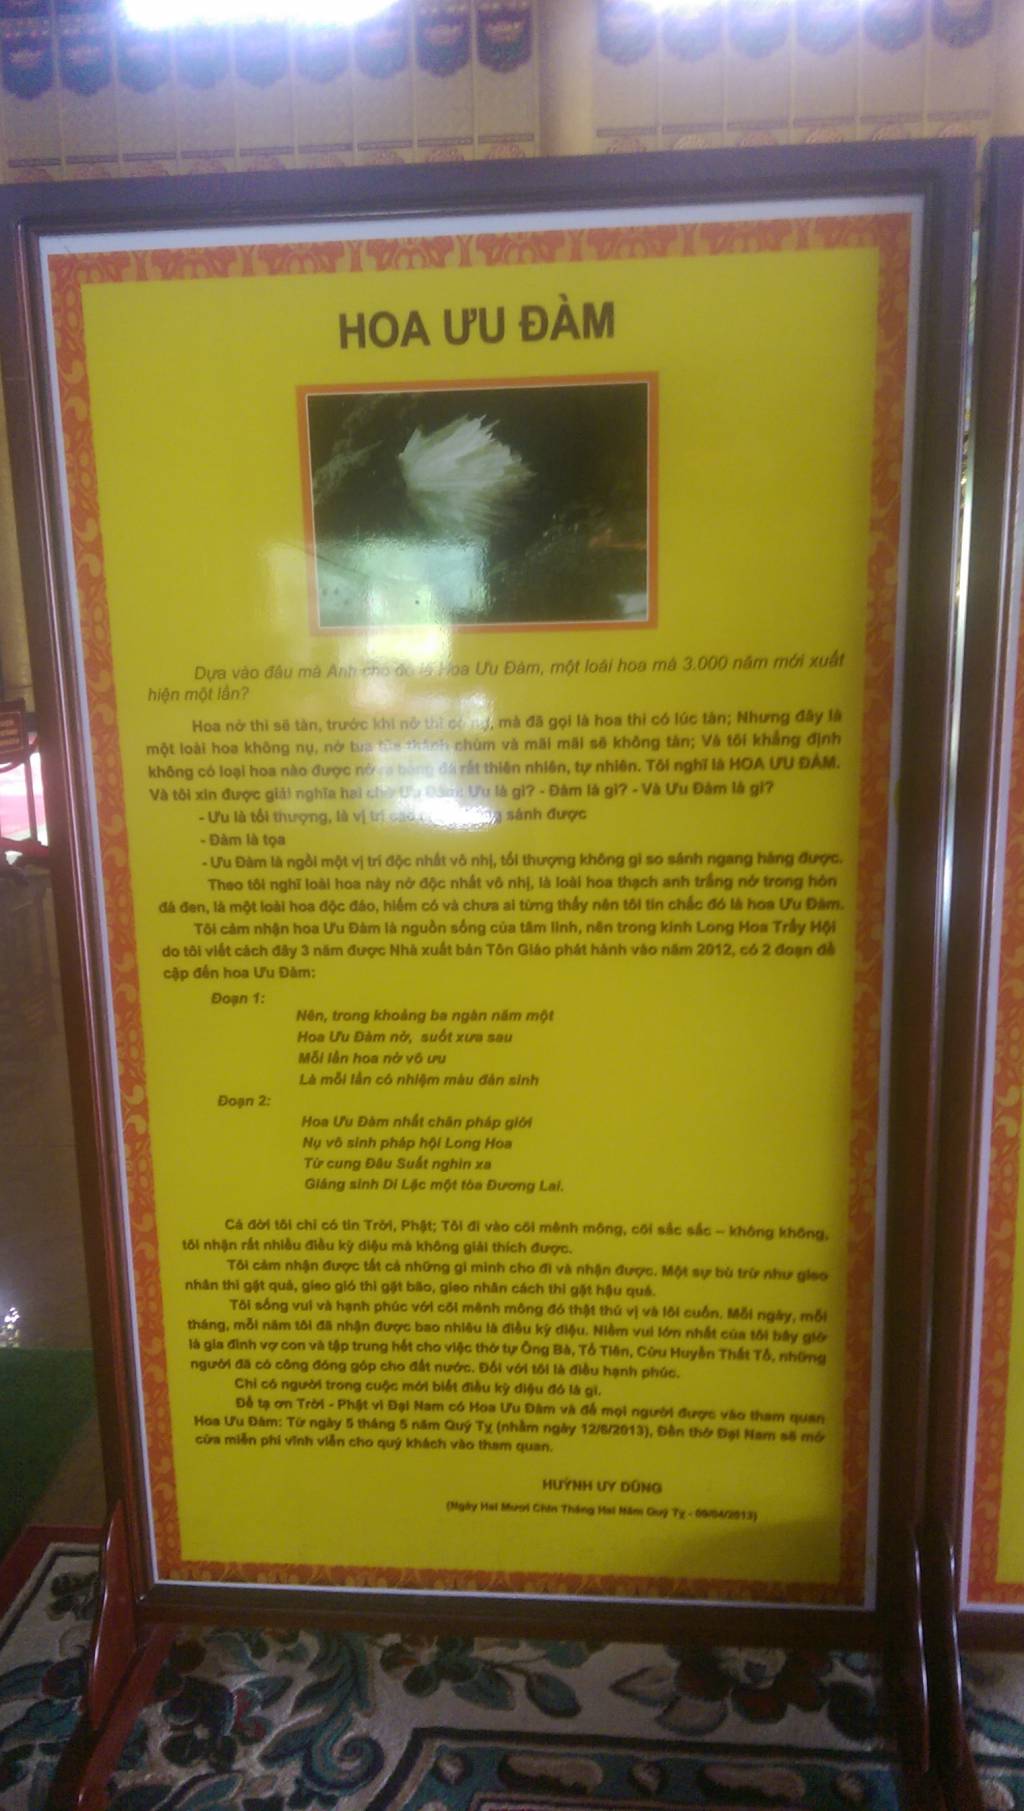 HOA ƯU ĐÀM
Dựa vào đâu mà Anh cho đó là Hoa Ưu Đàm, một loài hoa mà 3.000 năm mới xuất
hiện một lần?
Hoa nở thì sẽ tàn, trước khi nở thì có nụ, mà đã gọi là hoa thì có lúc tàn; Nhưng đây là
một loài hoa không nụ, nở tua tủa thành chùm và mãi mãi sẽ không tàn; Và tôi khẳng định
không có loại hoa nào được nở ra bằng đá rất thiên nhiên, tự nhiên. Tôi nghĩ là HOA ƯU ĐÀM.
Và tôi xin được giải nghĩa hai chữ Ưu Đàm: Ưu là gì? - Đàm là gì? - Và Ưu Đàm là gì?
- Ưu là tối thượng, là vị trí cao sánh được
- Đàm là tọa
- Ưu Đàm là ngồi một vị trí độc nhất vô nhị, tối thượng không gì so sánh ngang hàng được.
Theo tôi nghĩ loài hoa này nở độc nhất vô nhị, là loài hoa thạch anh trắng nở trong hòn
đá đen, là một loài hoa độc đáo, hiếm có và chưa ai từng thấy nên tôi tin chắc đó là hoa Ưu Đàm.
Tôi cảm nhận hoa Ưu Đàm là nguồn sống của tâm linh, nên trong kinh Long Hoa Trẩy Hội
do tôi viết cách đây 3 năm được Nhà xuất bản Tôn Giáo phát hành vào năm 2012, có 2 đoạn đề
cập đến hoa Ưu Đàm:
Đoạn 1:
Nên, trong khoảng ba ngàn năm một
Hoa Ưu Đàm nở, suốt xưa sau
Mỗi lần hoa nở vô ưu
Là mỗi lần có nhiệm màu đản sinh
Đoạn 2:
Hoa Ưu Đàm nhất chân pháp giới
Nụ vô sinh pháp hội Long Hoa
Từ cung Đâu Suất nghìn xa
Giáng sinh Di Lặc một tòa Đương Lai.
Cả đời tôi chỉ có tin Trời, Phật; Tôi đi vào cõi mênh mông, cõi sắc sắc – không không,
tôi nhận rất nhiều điều kỳ diệu mà không giải thích được.
Tôi cảm nhận được tất cả những gì mình cho đi và nhận được. Một sự bù trừ như gieo
nhân thì gặt quả, gieo gió thì gặt bão, gieo nhân cách thì gặt hậu quả.
Tôi sống vui và hạnh phúc với cõi mênh mông đó thật thú vị và lôi cuốn. Mỗi ngày, mỗi
tháng, mỗi năm tôi đã nhận được bao nhiêu là điều kỳ diệu. Niềm vui lớn nhất của tôi bây giờ
là gia đình vợ con và tập trung hết cho việc thờ tự Ông Bà, Tổ Tiên, Cửu Huyền Thất Tổ, những
người đã có công đóng góp cho đất nước. Đối với tôi là điều hạnh phúc.
Chỉ có người trong cuộc mới biết điều kỳ diệu đó là gì.
Để tạ ơn Trời - Phật vì Đại Nam có Hoa Ưu Đàm và để mọi người được vào tham quan
Hoa Ưu Đàm: Từ ngày 5 tháng 5 năm Quý Tỵ (nhằm ngày 12/6/2013), Đền thờ Đại Nam sẽ mở
cửa miễn phí vĩnh viễn cho quý khách vào tham quan.
HUỲNH UY DŨNG
(Ngày Hai Mươi Chín Tháng Hai Năm Quý Tỵ - 09/04/2013)